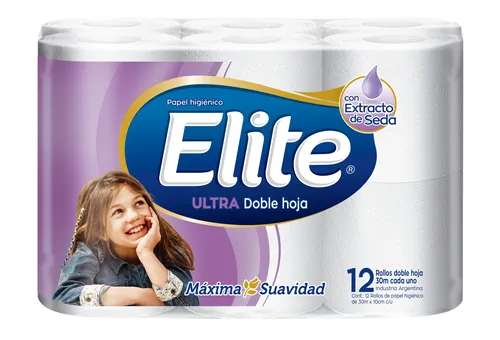 Papel higiénico
Elite®
ULTRA Doble hoja
con
Extracto
de Seda
Máxima Suavidad
12 Rollos doble hoja
30m cada uno
Industria Argentina
Cont.: 12 Rollos de papel higiénico
de 30m x 10cm c/u